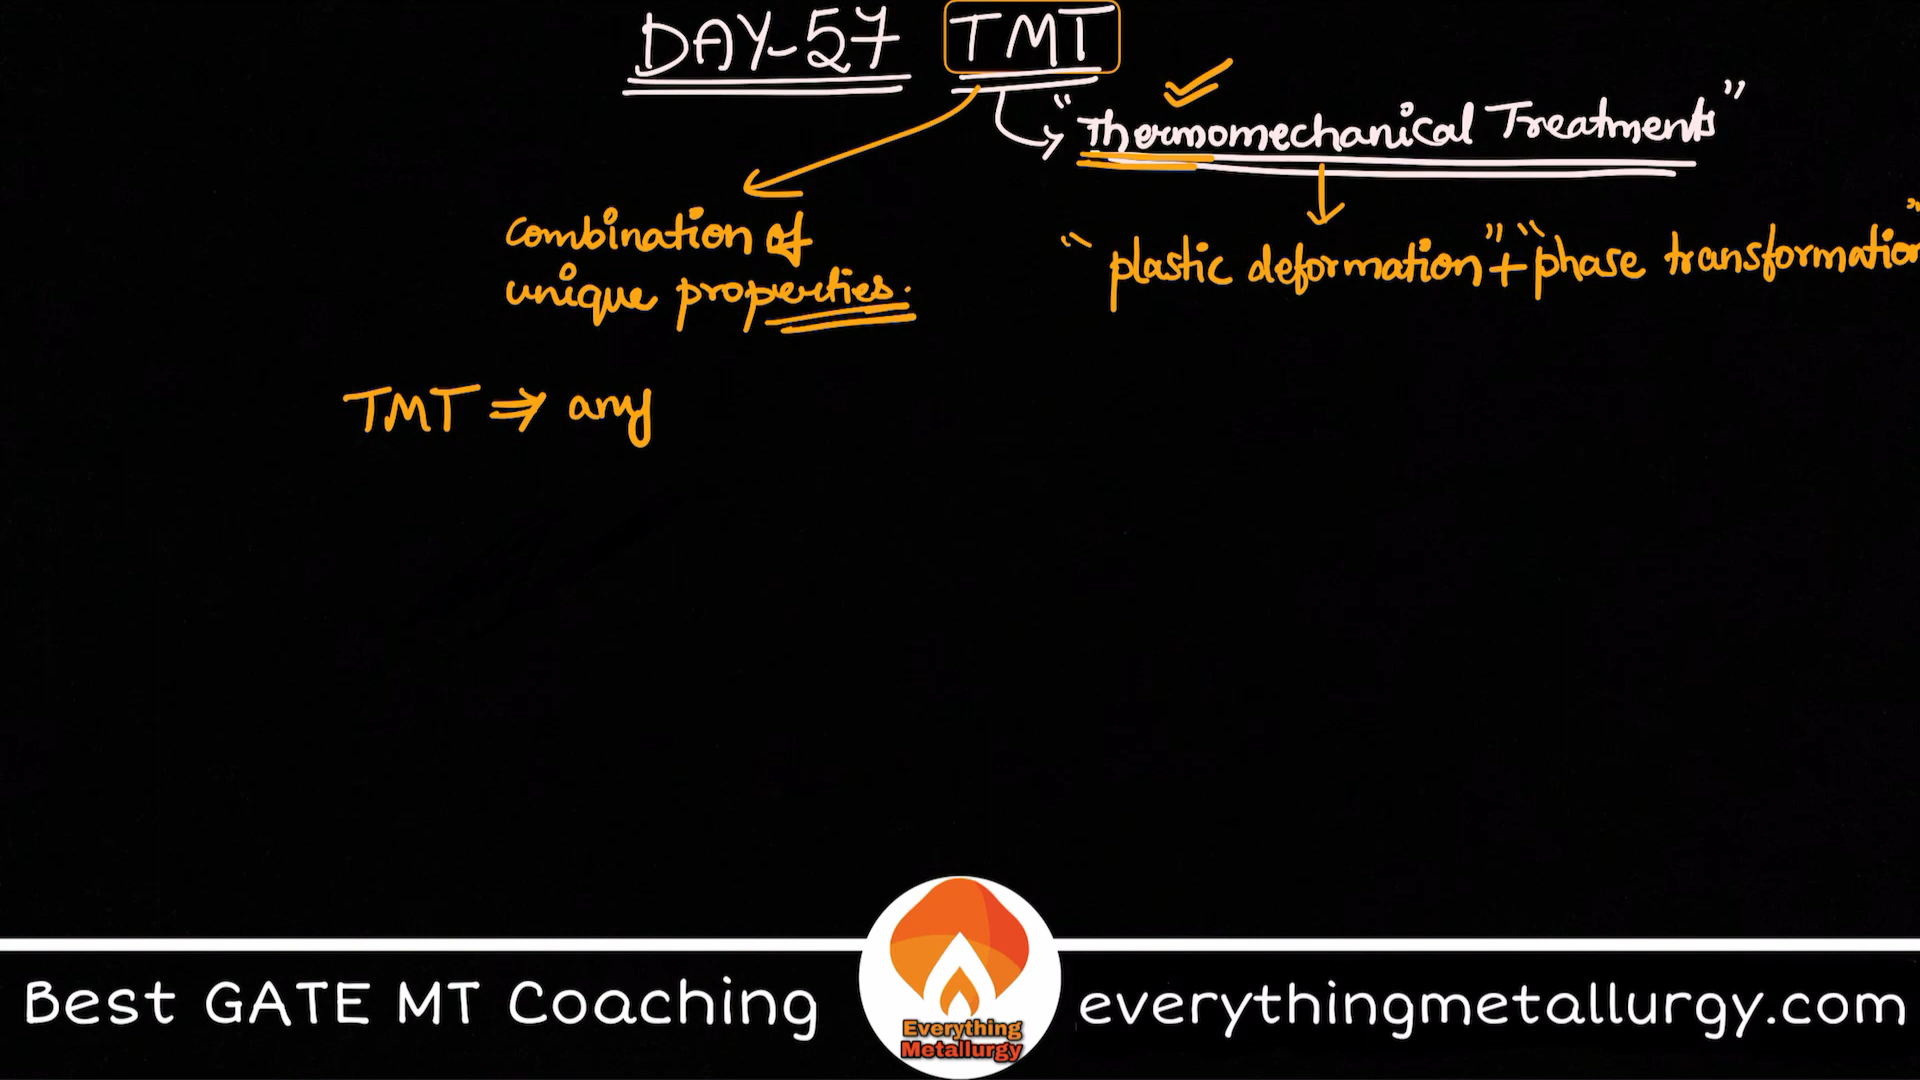 DAY-57 TMT
"Thermomechanical Treatments"
combination of
unique properties.
"plastic deformation" + "phase transformation"
TMT ⇒ any
Best GATE MT Coaching
Everything
Metallurgy
everythingmetallurgy.com